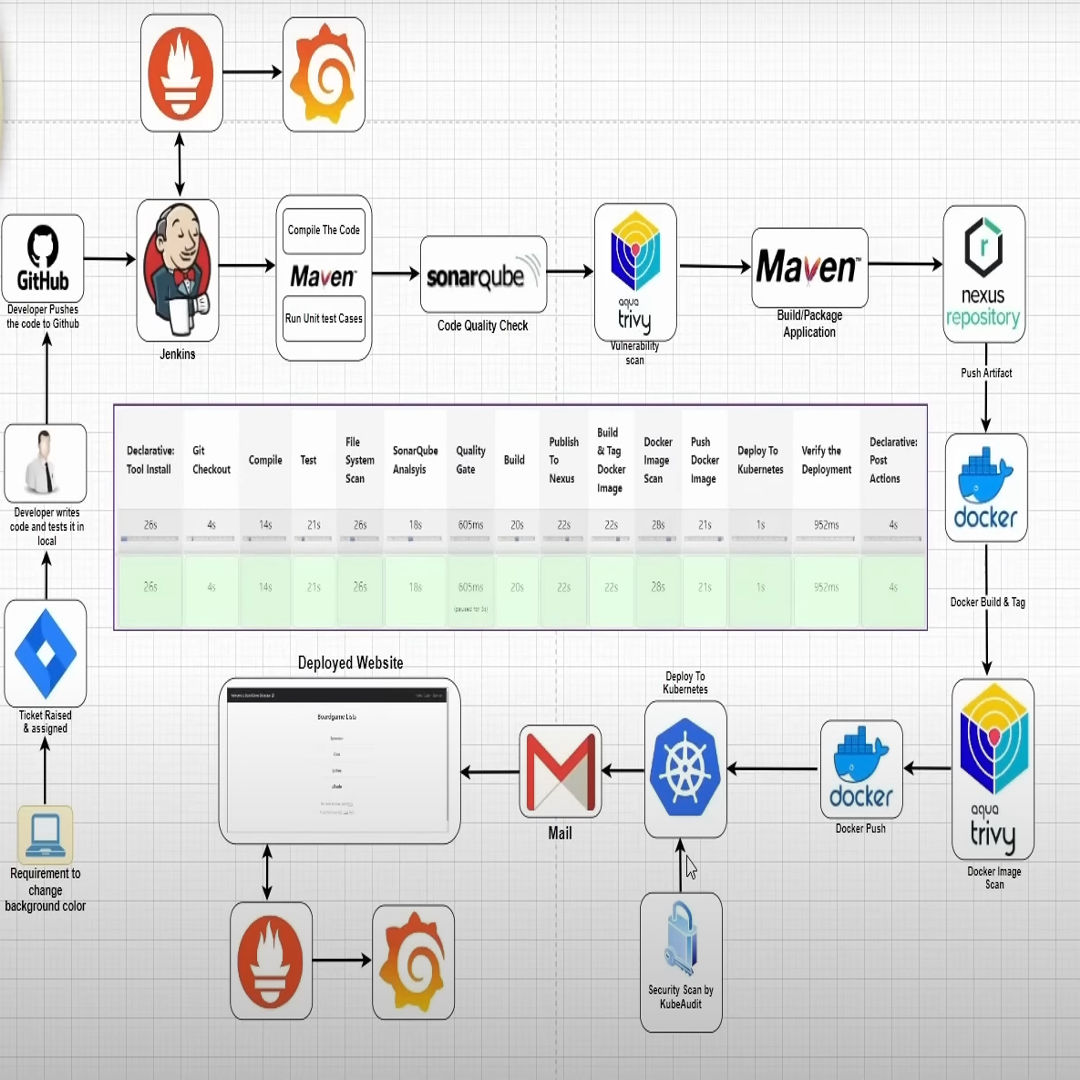 GitHub
Developer Pushes
the code to Github
Jenkins
Compile The Code
Maven™
Run Unit test Cases
sonarqube
Code Quality Check
aqua
trivy
Vulnerability
scan
Maven™
Build/Package
Application
nexus
repository
Push Artifact
Developer writes
code and tests it in
local
Declarative:
Tool Install
Git
Checkout
Compile
Test
File
System
Scan
SonarQube
Analsyis
Quality
Gate
Build
Publish
To
Nexus
Build
& Tag
Docker
Image
Docker
Image
Scan
Push
Docker
Image
Deploy To
Kubernetes
Verify the
Deployment
Declarative:
Post
Actions
26s 4s 14s 21s 26s 18s 605ms 20s 22s 22s 28s 21s 1s 952ms 4s
26s 4s 14s 21s 26s 18s 605ms 20s 22s 22s 28s 21s 1s 952ms 4s
(paused for 3s)
docker
Docker Build & Tag
Ticket Raised
& assigned
Requirement to
change
background color
Deployed Website
Boardgame Lists
Mail
Deploy To
Kubernetes
docker
Docker Push
aqua
trivy
Docker Image
Scan
Security Scan by
KubeAudit